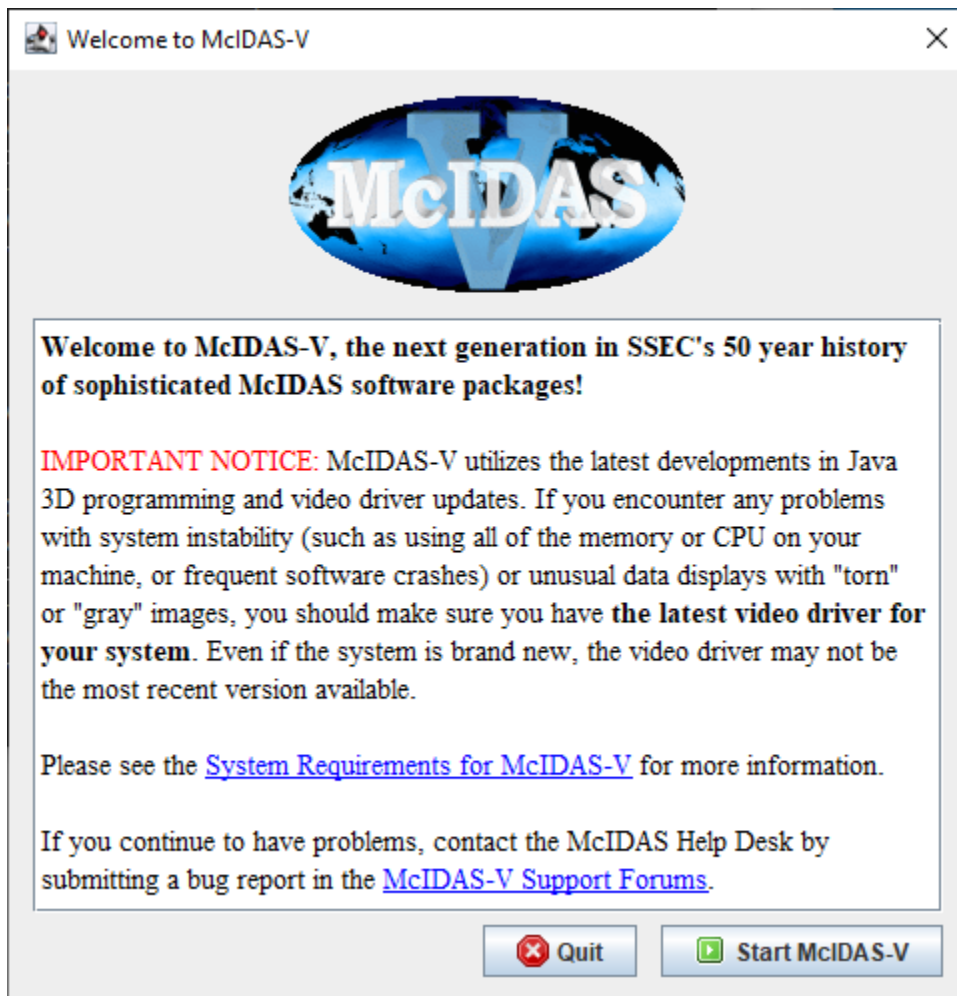 Welcome to McIDAS-V
V
McIDAS
Welcome to McIDAS-V, the next generation in SSEC's 50 year history
of sophisticated McIDAS software packages!
IMPORTANT NOTICE: McIDAS-V utilizes the latest developments in Java
3D programming and video driver updates. If you encounter any problems
with system instability (such as using all of the memory or CPU on your
machine, or frequent software crashes) or unusual data displays with "torn"
or "gray" images, you should make sure you have the latest video driver for
your system. Even if the system is brand new, the video driver may not be
the most recent version available.
Please see the System Requirements for McIDAS-V for more information.
If you continue to have problems, contact the McIDAS Help Desk by
submitting a bug report in the McIDAS-V Support Forums.
Quit
Start McIDAS-V